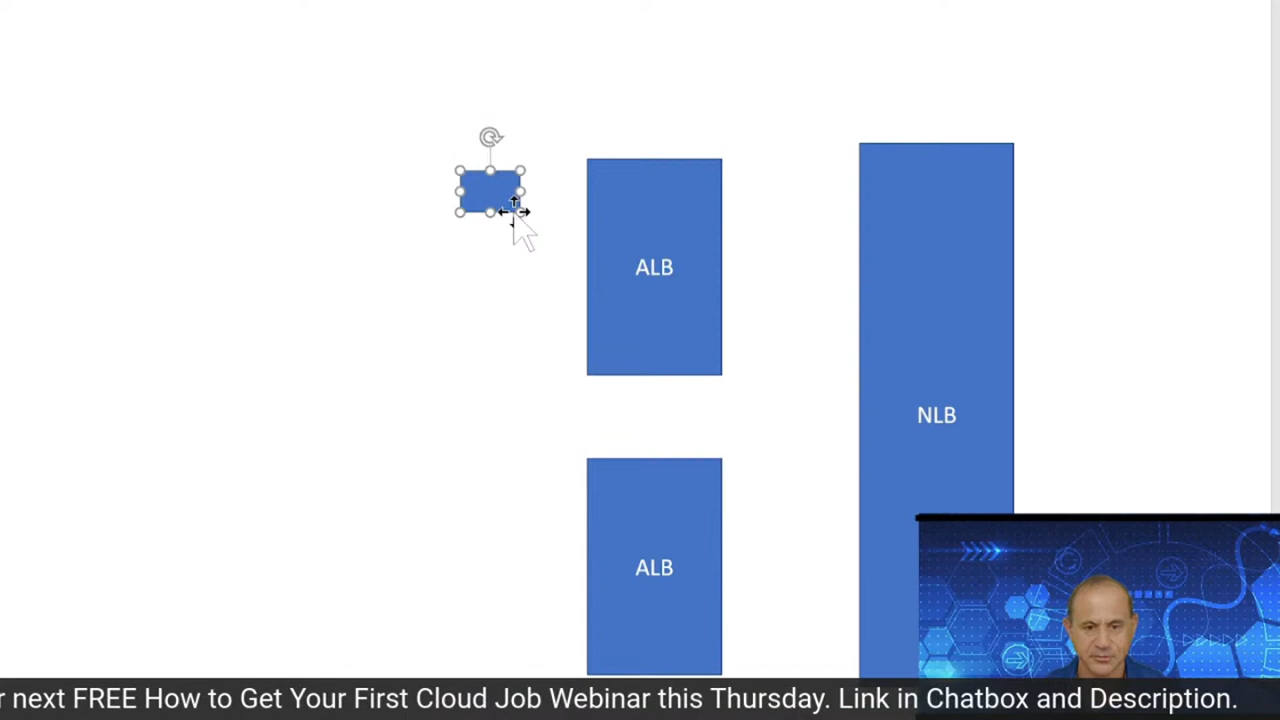 ALB
NLB
ALB
r next FREE How to Get Your First Cloud Job Webinar this Thursday. Link in Chatbox and Description.